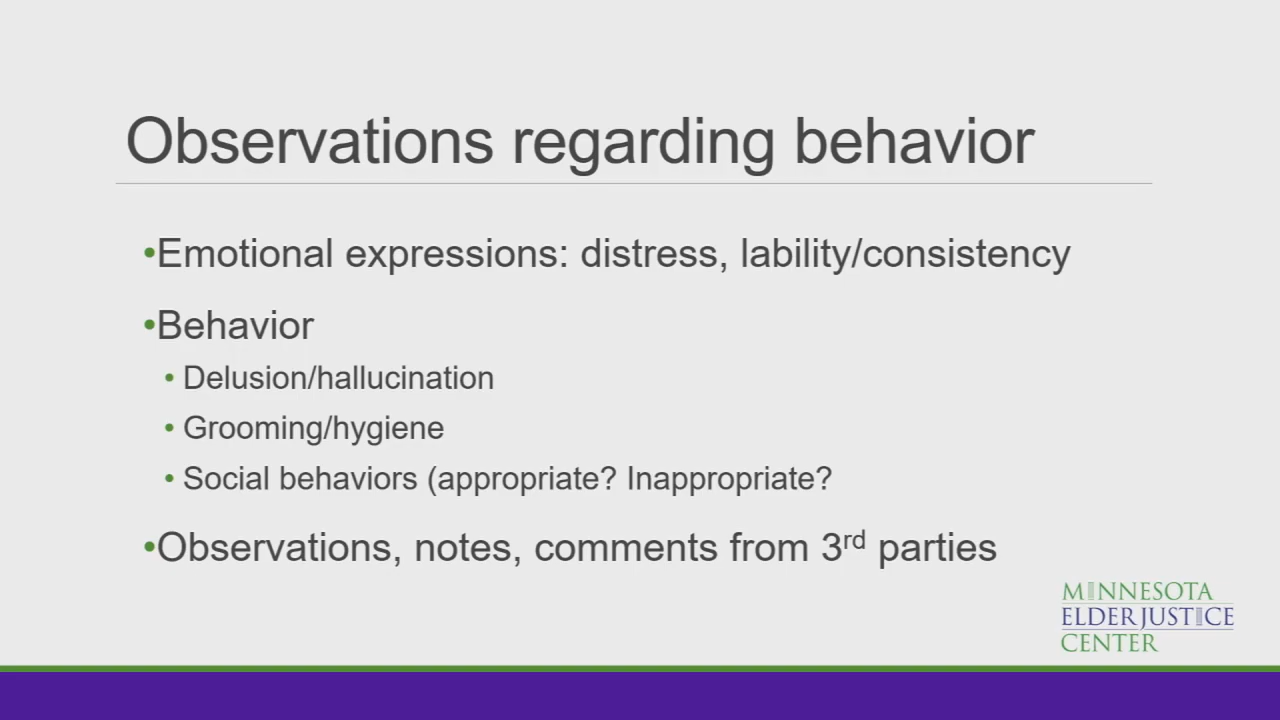 Observations regarding behavior
•Emotional expressions: distress, lability/consistency
•Behavior
• Delusion/hallucination
• Grooming/hygiene
• Social behaviors (appropriate? Inappropriate?
•Observations, notes, comments from 3rd parties
MINNESOTA
ELDER JUSTICE
CENTER